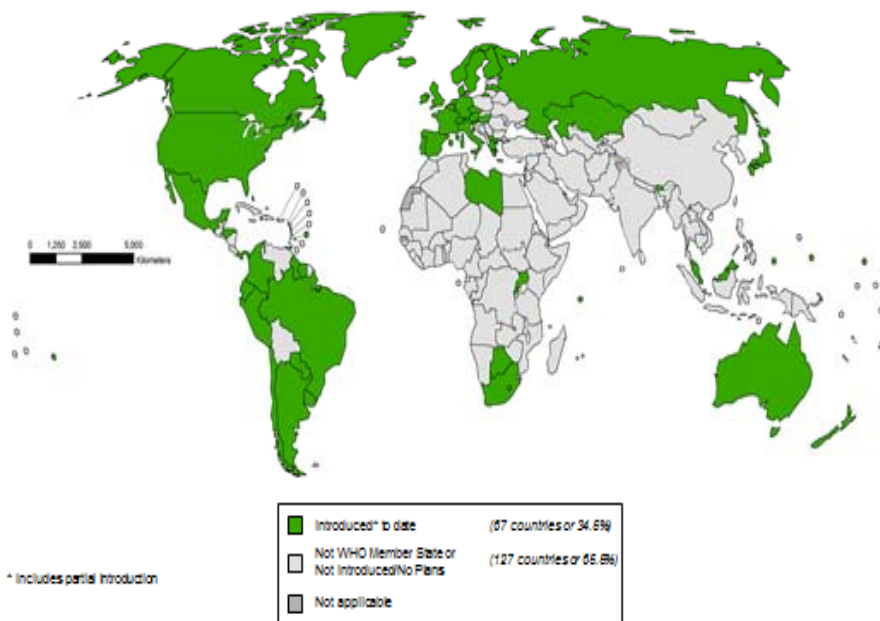 0 1,250 2,500 5,000
Kilometers
Introduced* to date (67 countries or 34.5%)
Not WHO Member State or
Not Introduced/No Plans (127 countries or 65.5%)
Not applicable
* Includes partial introduction